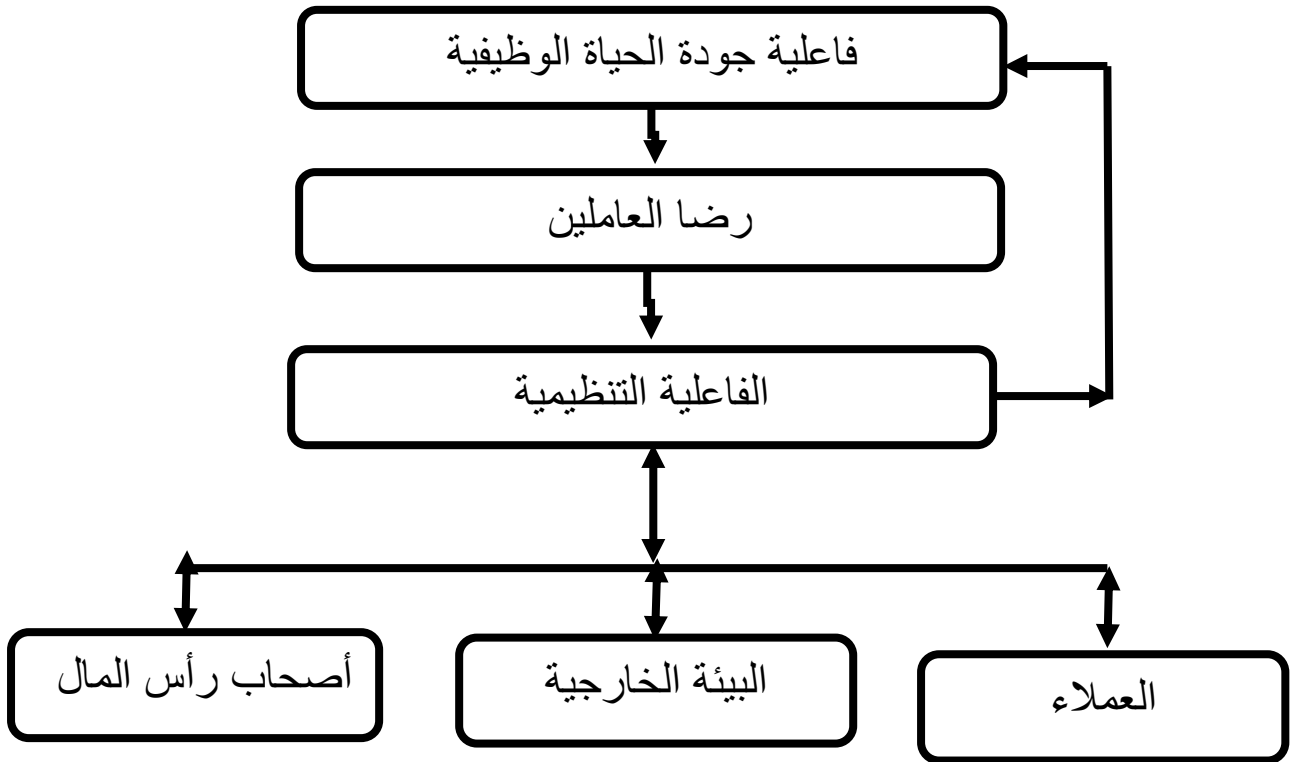 فاعلية جودة الحياة الوظيفية
رضا العاملين
الفاعلية التنظيمية
العملاء
البيئة الخارجية
أصحاب رأس المال